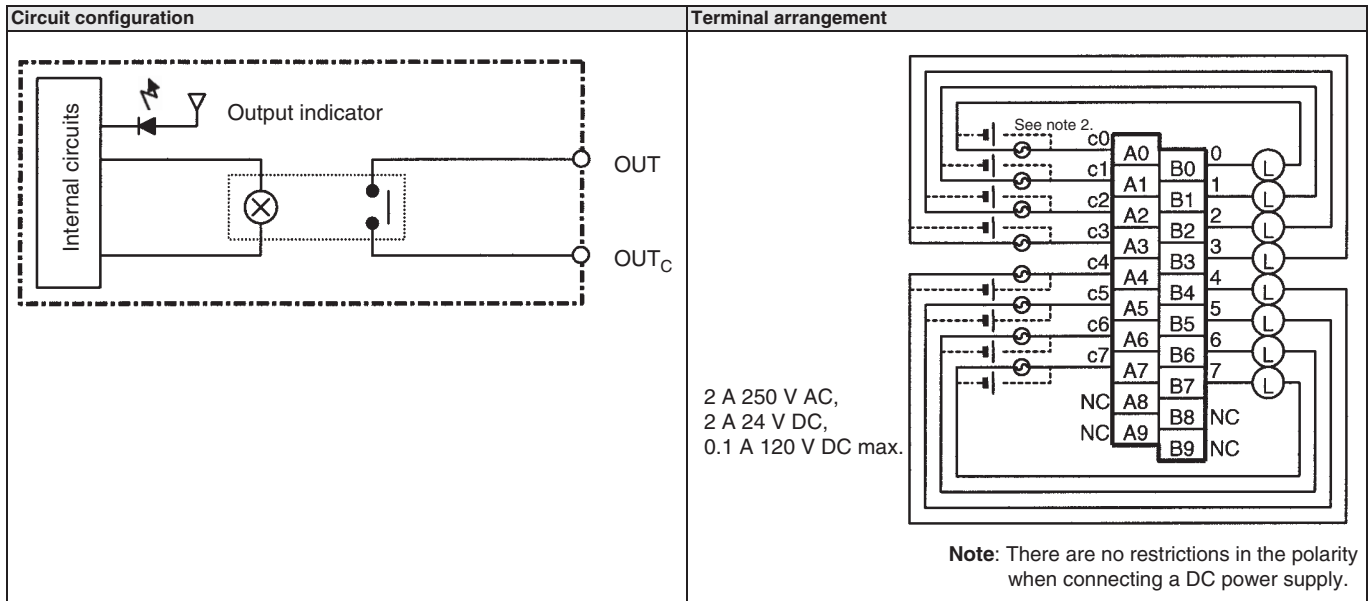 Circuit configuration
Terminal arrangement
Internal circuits
Output indicator
OUT
OUTC
See note 2.
c0 A0 B0 0 L
c1 A1 B1 1 L
c2 A2 B2 2 L
c3 A3 B3 3 L
c4 A4 B4 4 L
c5 A5 B5 5 L
c6 A6 B6 6 L
c7 A7 B7 7 L
NC A8 B8 NC
NC A9 B9 NC
2 A 250 V AC,
2 A 24 V DC,
0.1 A 120 V DC max.
Note: There are no restrictions in the polarity
when connecting a DC power supply.